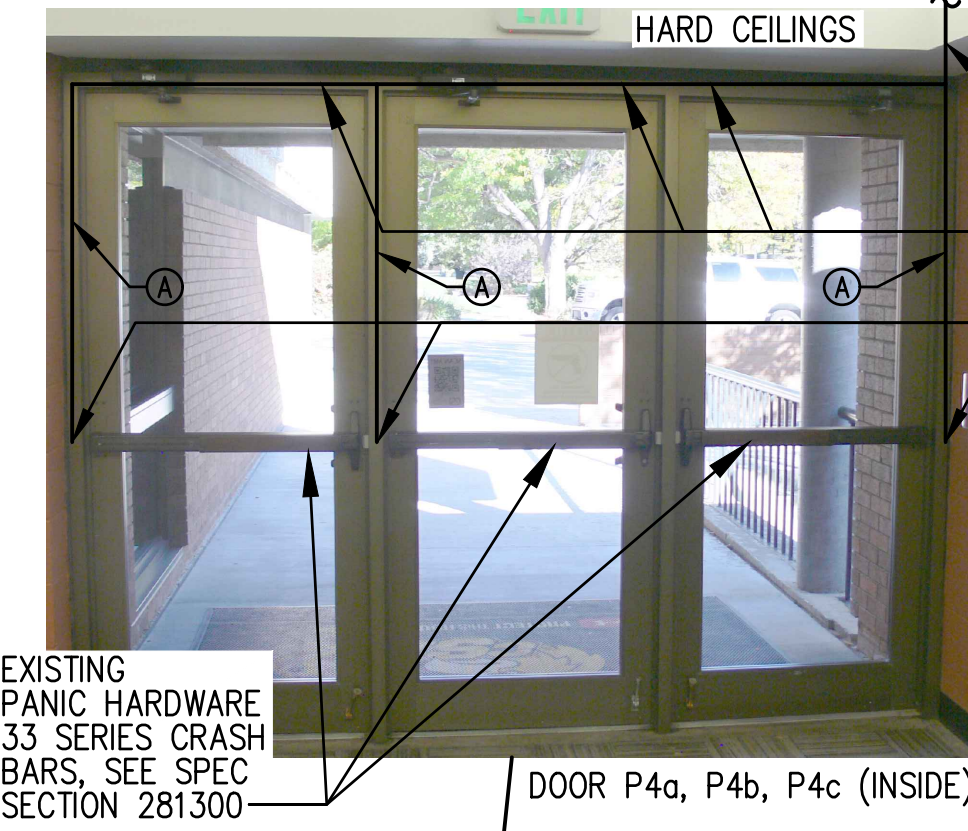 EXIT
HARD CEILINGS
A
A
A
EXISTING
PANIC HARDWARE
33 SERIES CRASH
BARS, SEE SPEC
SECTION 281300
DOOR P4a, P4b, P4c (INSIDE)